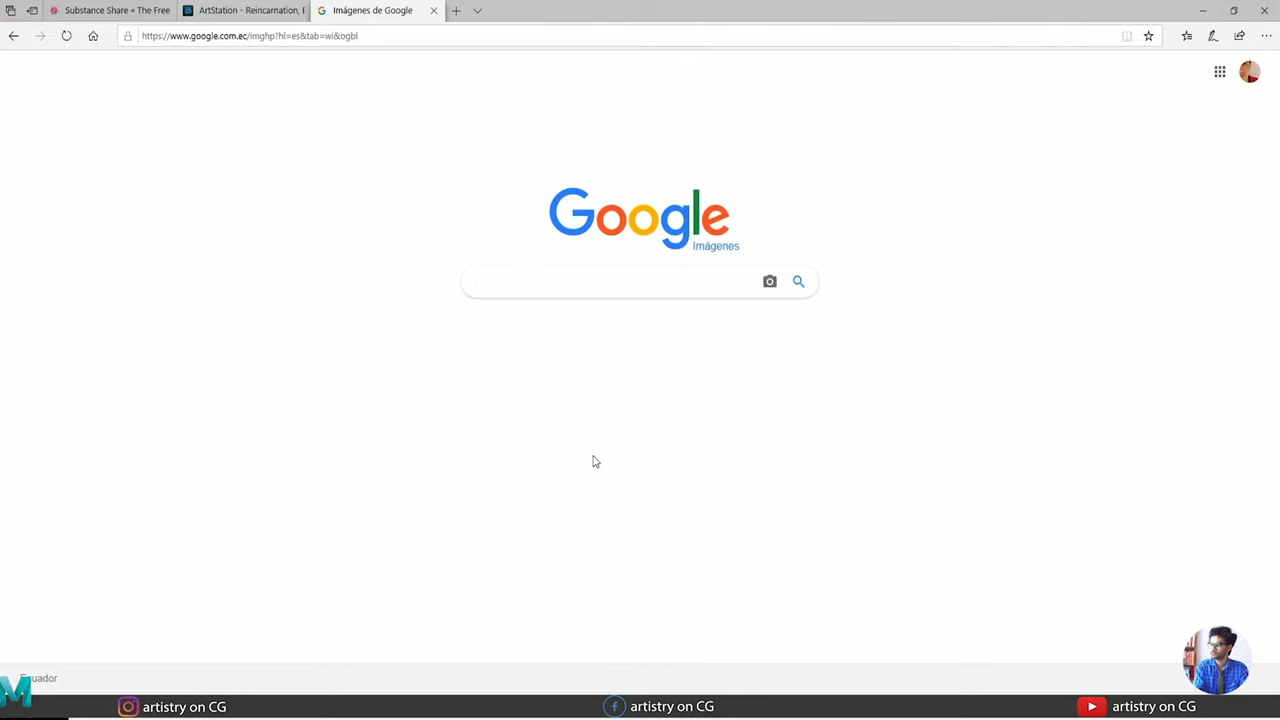 Substance Share « The Free
ArtStation - Reincarnation, E
Imágenes de Google
https://www.google.com.ec/imghp?hl=es&tab=wi&ogbl
Google
Imágenes
Ecuador
M
artistry on CG
artistry on CG
artistry on CG